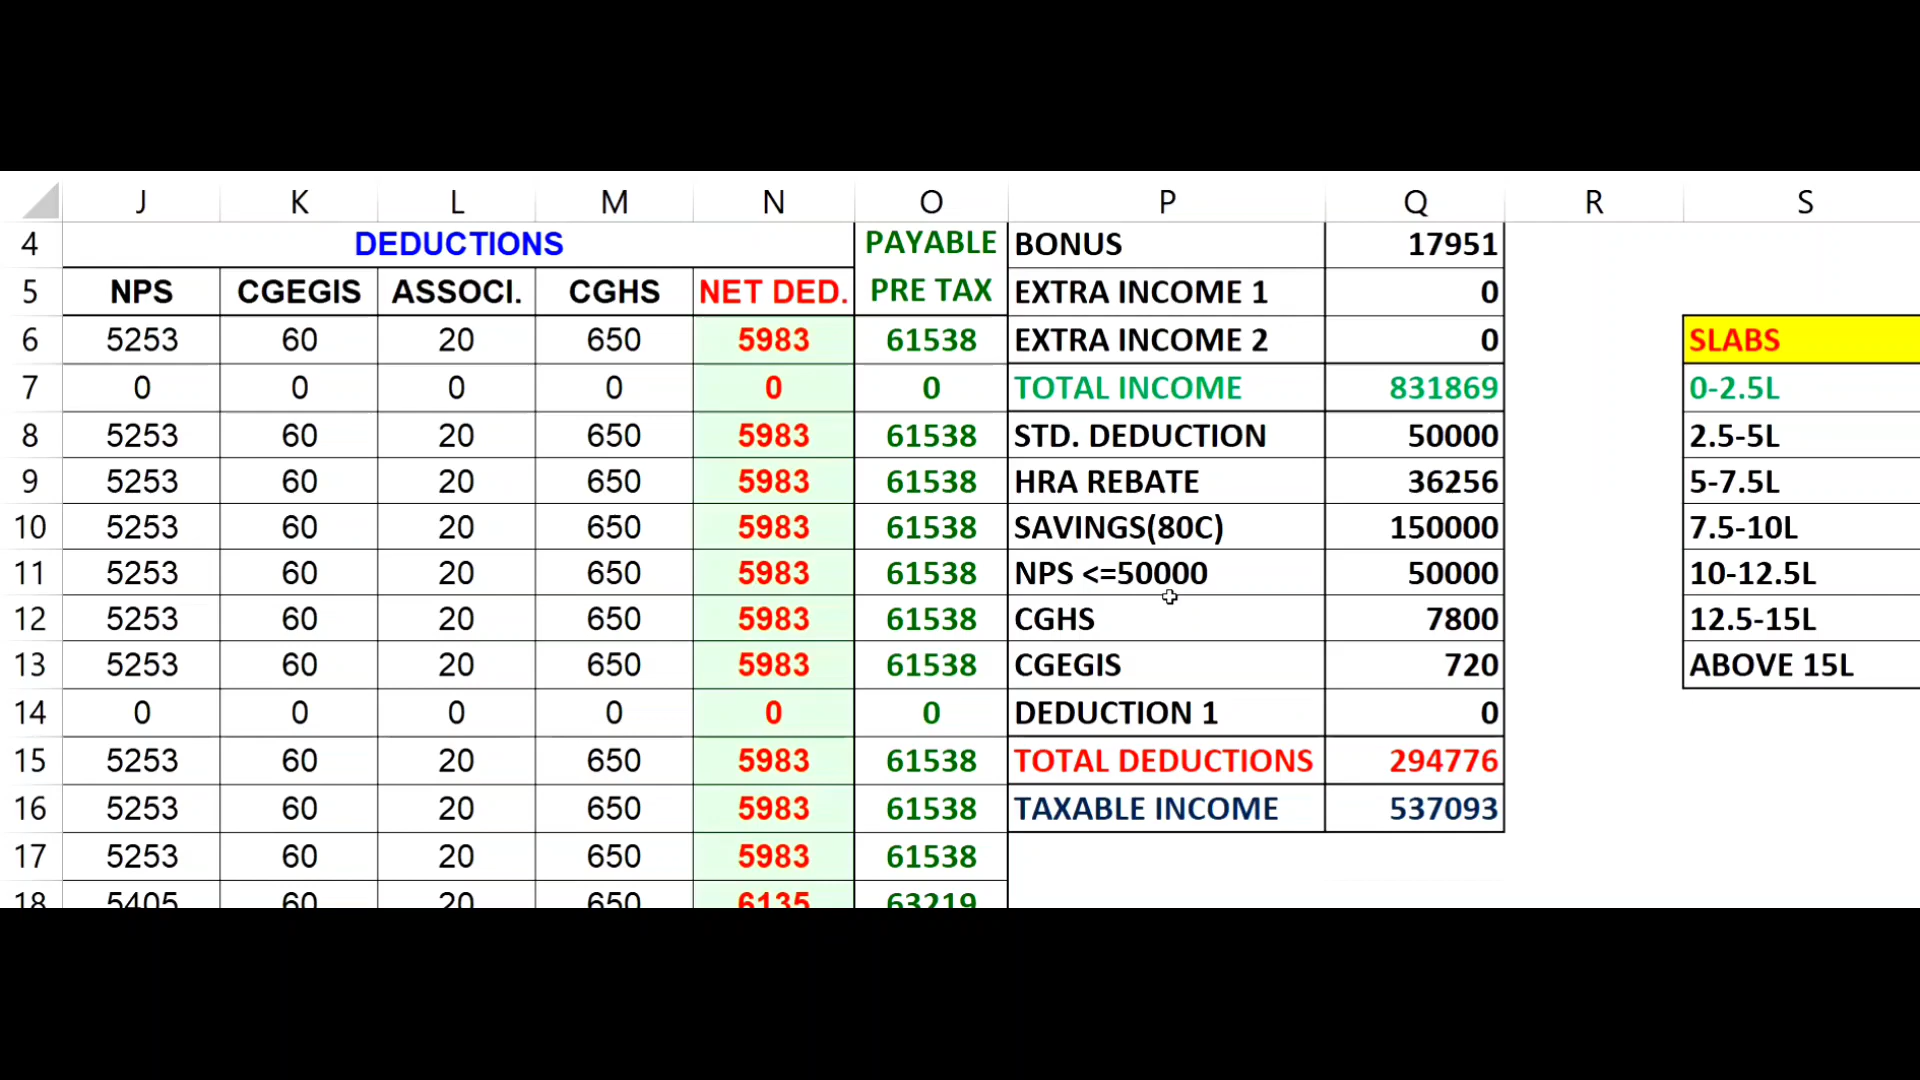 J K L M N O P Q R S
4 DEDUCTIONS PAYABLE BONUS 17951
5 NPS CGEGIS ASSOCI. CGHS NET DED. PRE TAX EXTRA INCOME 1 0
6 5253 60 20 650 5983 61538 EXTRA INCOME 2 0 SLABS
7 0 0 0 0 0 0 TOTAL INCOME 831869 0-2.5L
8 5253 60 20 650 5983 61538 STD. DEDUCTION 50000 2.5-5L
9 5253 60 20 650 5983 61538 HRA REBATE 36256 5-7.5L
10 5253 60 20 650 5983 61538 SAVINGS(80C) 150000 7.5-10L
11 5253 60 20 650 5983 61538 NPS <=50000 50000 10-12.5L
12 5253 60 20 650 5983 61538 CGHS 7800 12.5-15L
13 5253 60 20 650 5983 61538 CGEGIS 720 ABOVE 15L
14 0 0 0 0 0 0 DEDUCTION 1 0
15 5253 60 20 650 5983 61538 TOTAL DEDUCTIONS 294776
16 5253 60 20 650 5983 61538 TAXABLE INCOME 537093
17 5253 60 20 650 5983 61538
18 5405 60 20 650 6135 63219